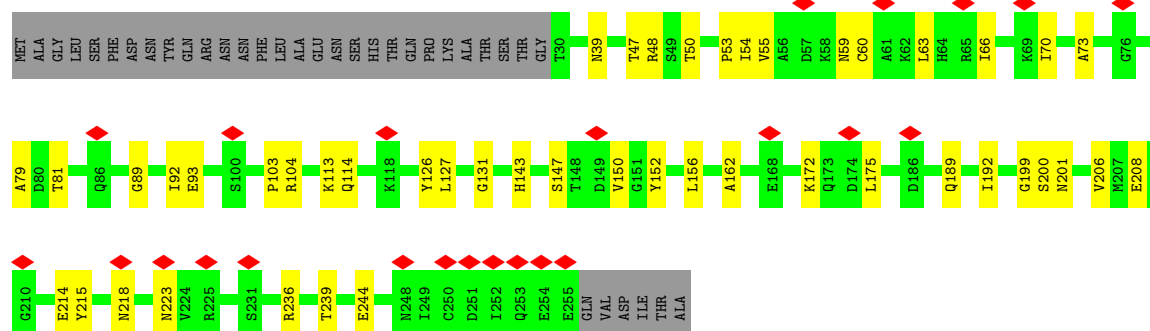 MET ALA GLY LEU SER PHE ASP ASN TYR GLN ARG ASN ASN PHE LEU ALA GLU ASN SER HIS THR GLN PRO LYS ALA THR SER THR GLY T30 N39 T47 R48 S49 T50 P53 I54 V55 A56 D57 K58 N59 C60 A61 K62 L63 H64 R65 I66 K69 I70 A73 G76
A79 D80 T81 Q86 G89 I92 E93 S100 P103 R104 K113 Q114 K118 Y126 L127 G131 H143 S147 T148 D149 V150 G151 Y152 L156 A162 E168 K172 Q173 D174 L175 D186 Q189 I192 G199 S200 N201 V206 M207 E208
G210 E214 Y215 N218 N223 V224 R225 S231 R236 T239 E244 N248 I249 C250 D251 I252 Q253 E254 E255 GLN VAL ASP ILE THR ALA